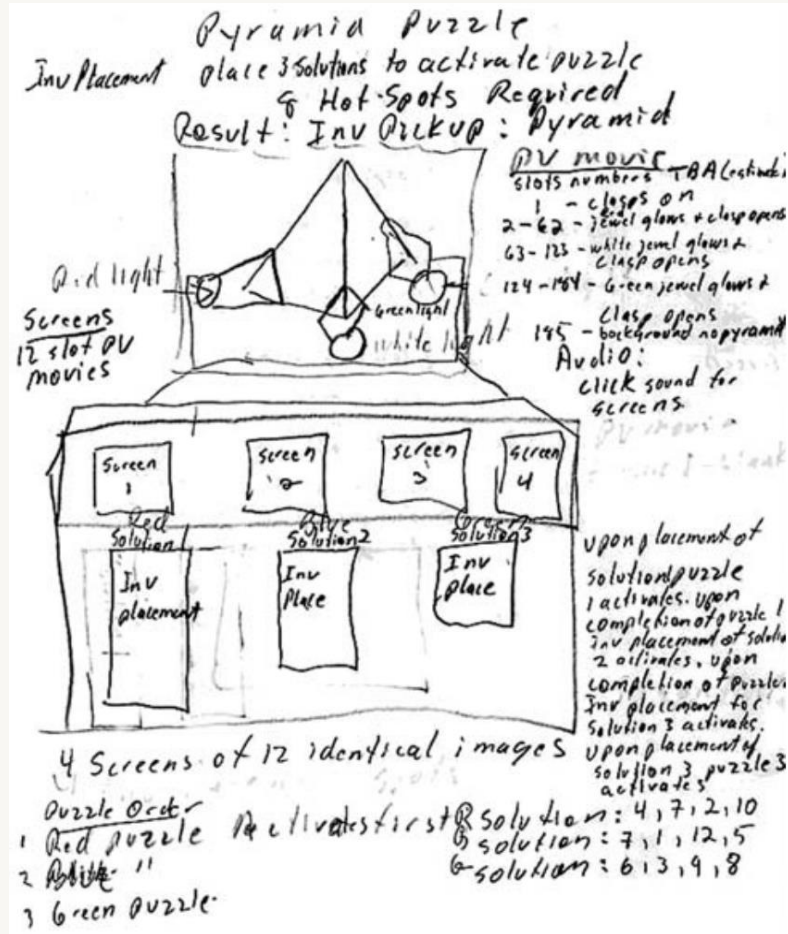 Pyramid Puzzle
Inv Placement
place 3 solutions to activate puzzle
8 Hot-Spots Required
Result: Inv Pickup: Pyramid
PV movie
slots numbers TBA (estimate
1 - clasps on
2-62 - jewel glows & clasp opens
63-123 - white jewel glows &
clasp opens
124-184 - Green jewel glows &
clasp opens
185 - background no pyramid
Audio:
click sound for
screens
Red light
Green light
white light
Screens
12 slot PV
movies
Screen
1
Screen
2
Screen
3
Screen
4
Red
Solution 1
Blue
Solution 2
Green
Solution 3
Inv
placement
Inv
Place
Inv
place
upon placement of
solution 1 puzzle
1 activates. upon
completion of puzzle 1
Inv placement of solution
2 activates. upon
completion of puzzle
Inv placement for
solution 3 activates.
upon placement of
solution 3 puzzle 3
activates
4 Screens of 12 identical images
Puzzle Order
1 Red puzzle activates first
2 "
3 Green puzzle
R solution: 4, 7, 2, 10
B solution: 7, 1, 12, 5
G solution: 6, 3, 9, 8